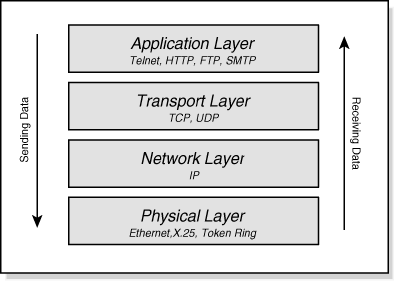 Application Layer
Telnet, HTTP, FTP, SMTP
Transport Layer
TCP, UDP
Network Layer
IP
Physical Layer
Ethernet,X.25, Token Ring
Sending Data
Receiving Data